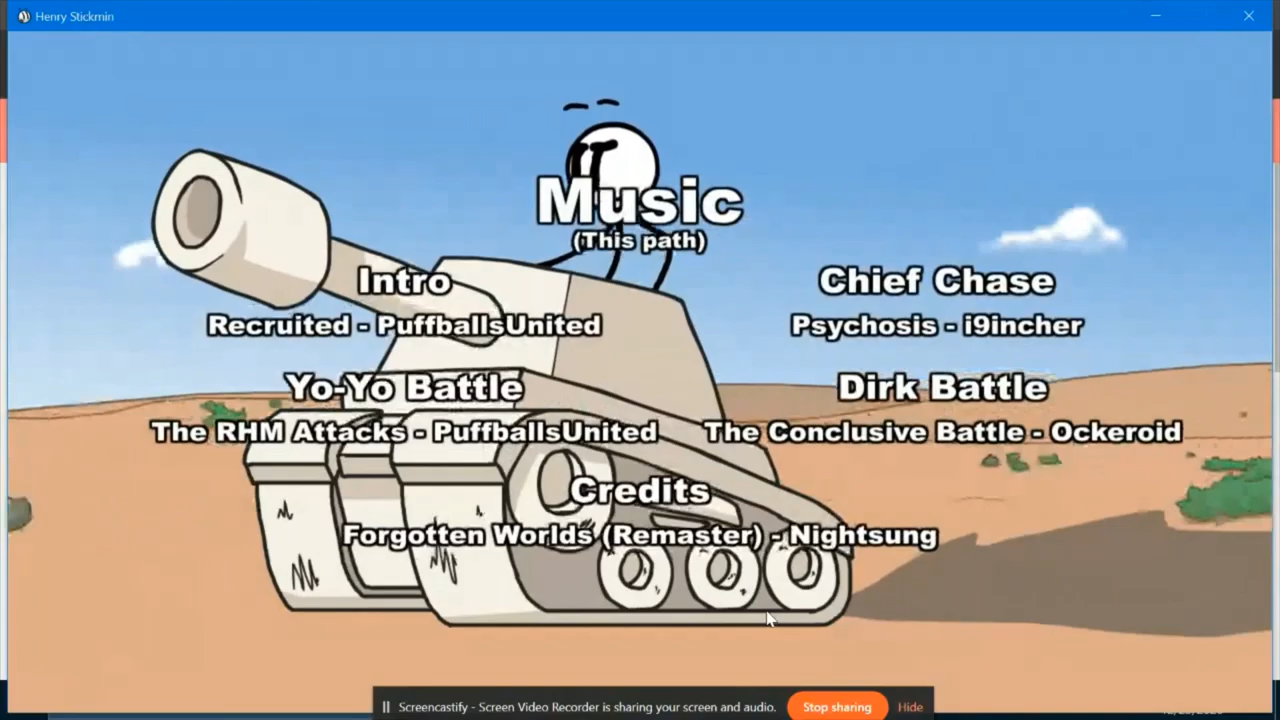 Henry Stickmin
Music
(This path)
Intro
Recruited - PuffballsUnited
Chief Chase
Psychosis - i9incher
Yo-Yo Battle
The RHM Attacks - PuffballsUnited
Dirk Battle
The Conclusive Battle - Ockeroid
Credits
Forgotten Worlds (Remaster) - Nightsung
Screencastify - Screen Video Recorder is sharing your screen and audio.
Stop sharing
Hide